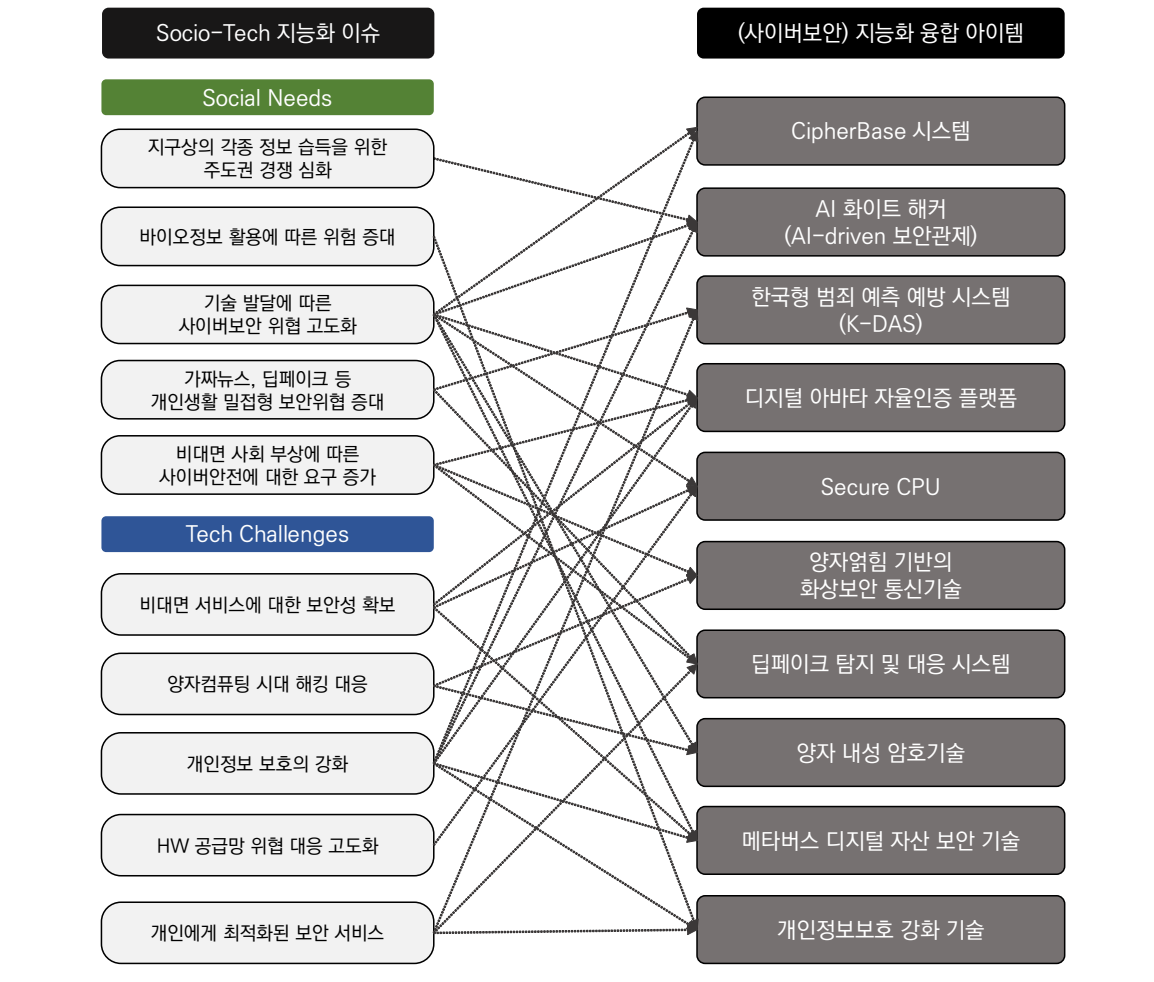 Socio-Tech 지능화 이슈
Social Needs
지구상의 각종 정보 습득을 위한
주도권 경쟁 심화
바이오정보 활용에 따른 위험 증대
기술 발달에 따른
사이버보안 위협 고도화
가짜뉴스, 딥페이크 등
개인생활 밀접형 보안위협 증대
비대면 사회 부상에 따른
사이버안전에 대한 요구 증가
Tech Challenges
비대면 서비스에 대한 보안성 확보
양자컴퓨팅 시대 해킹 대응
개인정보 보호의 강화
HW 공급망 위협 대응 고도화
개인에게 최적화된 보안 서비스
(사이버보안) 지능화 융합 아이템
CipherBase 시스템
AI 화이트 해커
(AI-driven 보안관제)
한국형 범죄 예측 예방 시스템
(K-DAS)
디지털 아바타 자율인증 플랫폼
Secure CPU
양자얽힘 기반의
화상보안 통신기술
딥페이크 탐지 및 대응 시스템
양자 내성 암호기술
메타버스 디지털 자산 보안 기술
개인정보보호 강화 기술